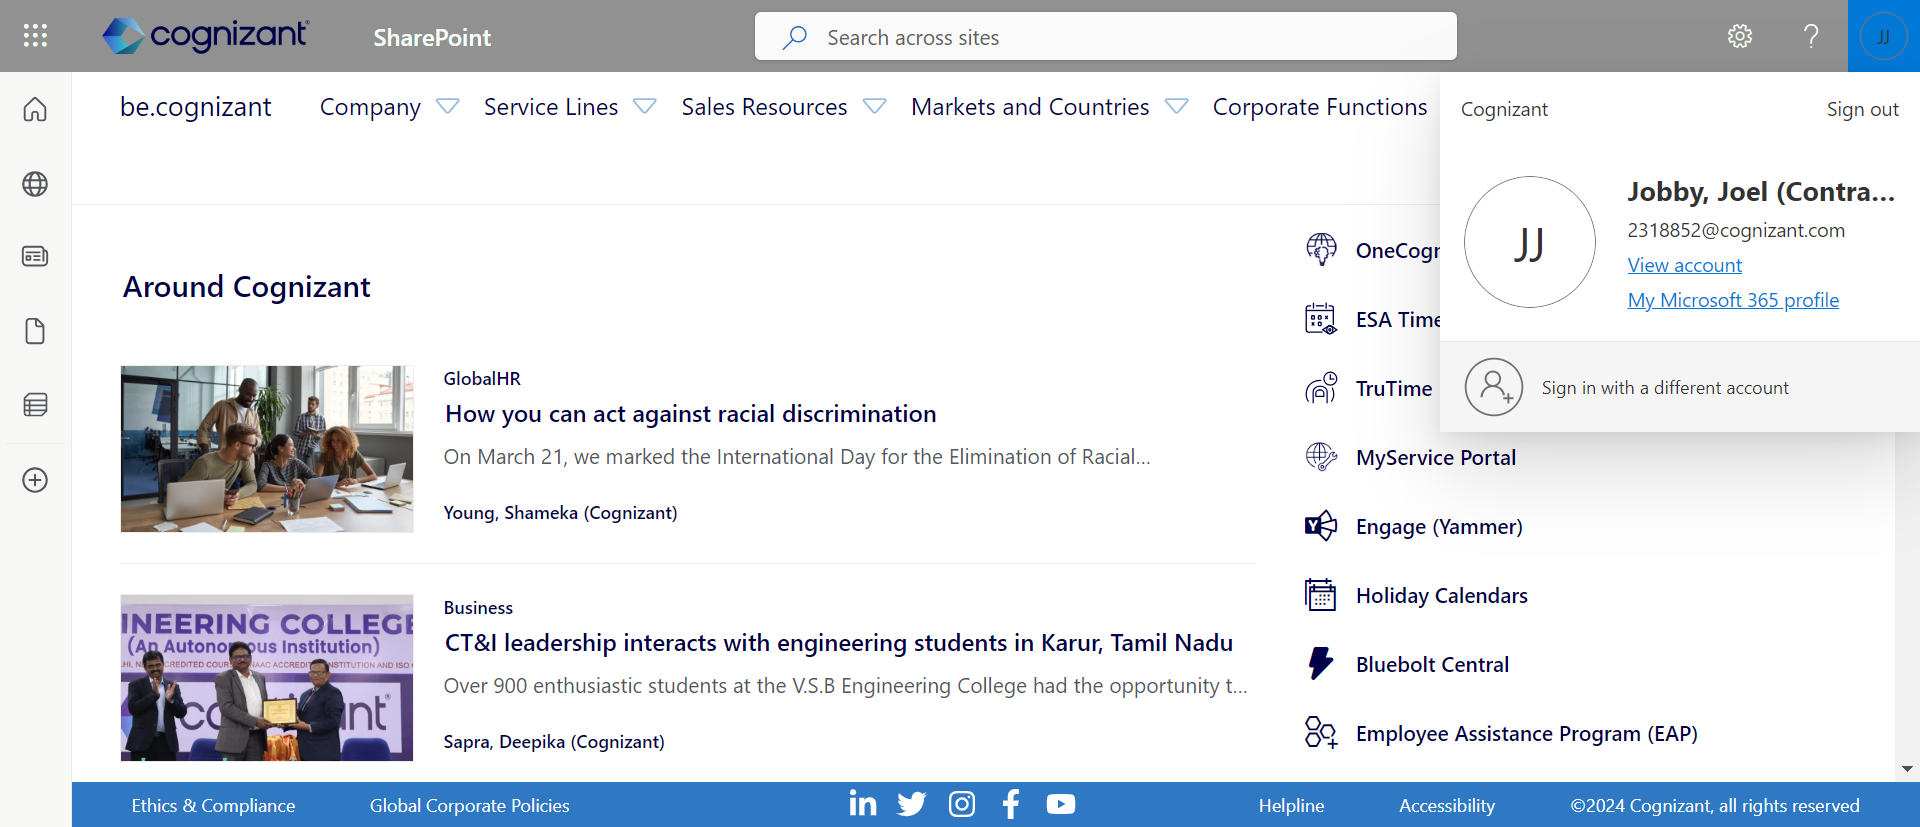 cognizant
SharePoint
Search across sites
JJ
be.cognizant
Company
Service Lines
Sales Resources
Markets and Countries
Corporate Functions
Cognizant
Sign out
JJ
Jobby, Joel (Contra...
2318852@cognizant.com
View account
My Microsoft 365 profile
Sign in with a different account
Around Cognizant
GlobalHR
How you can act against racial discrimination
On March 21, we marked the International Day for the Elimination of Racial...
Young, Shameka (Cognizant)
INEERING COLLEGE
(An Autonomous Institution)
Business
CT&I leadership interacts with engineering students in Karur, Tamil Nadu
Over 900 enthusiastic students at the V.S.B Engineering College had the opportunity t...
Sapra, Deepika (Cognizant)
OneCogn
ESA Time
TruTime
MyService Portal
Engage (Yammer)
Holiday Calendars
Bluebolt Central
Employee Assistance Program (EAP)
Ethics & Compliance
Global Corporate Policies
Helpline
Accessibility
©2024 Cognizant, all rights reserved